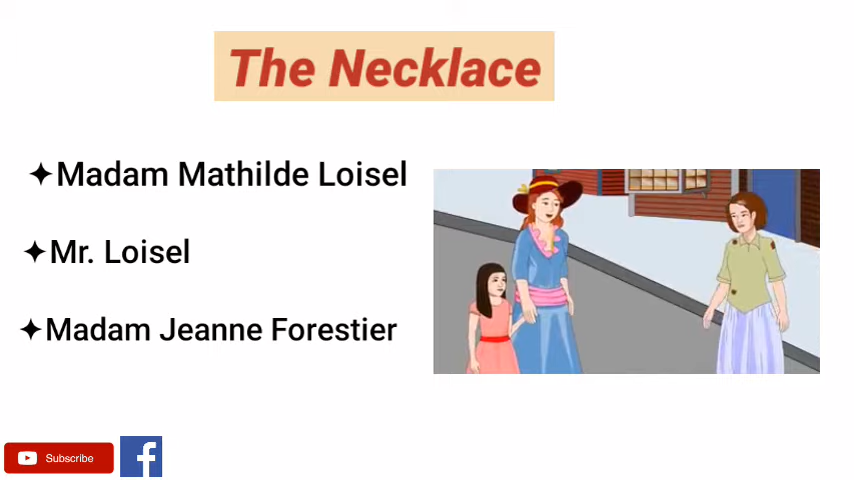 The Necklace
✦Madam Mathilde Loisel
✦Mr. Loisel
✦Madam Jeanne Forestier
Subscribe